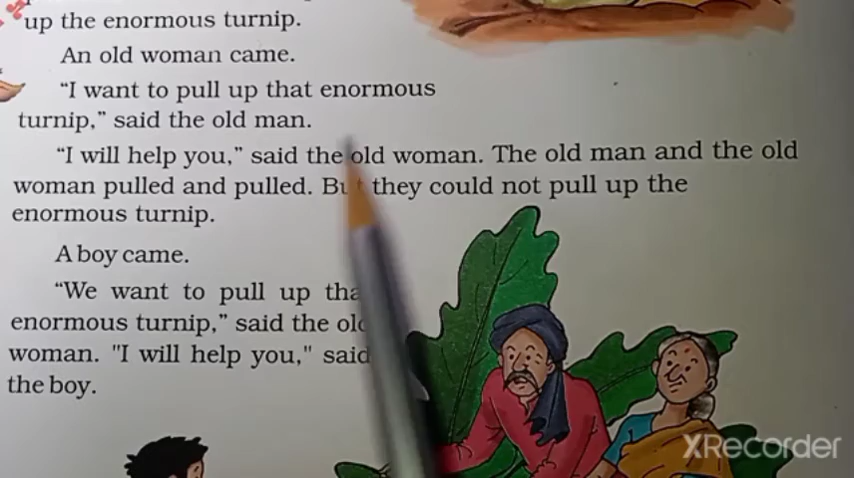 up the enormous turnip.
An old woman came.
“I want to pull up that enormous
turnip,” said the old man.
“I will help you,” said the old woman. The old man and the old
woman pulled and pulled. But they could not pull up the
enormous turnip.
A boy came.
“We want to pull up tha
enormous turnip,” said the old
woman. "I will help you," said
the boy.
XRecorder